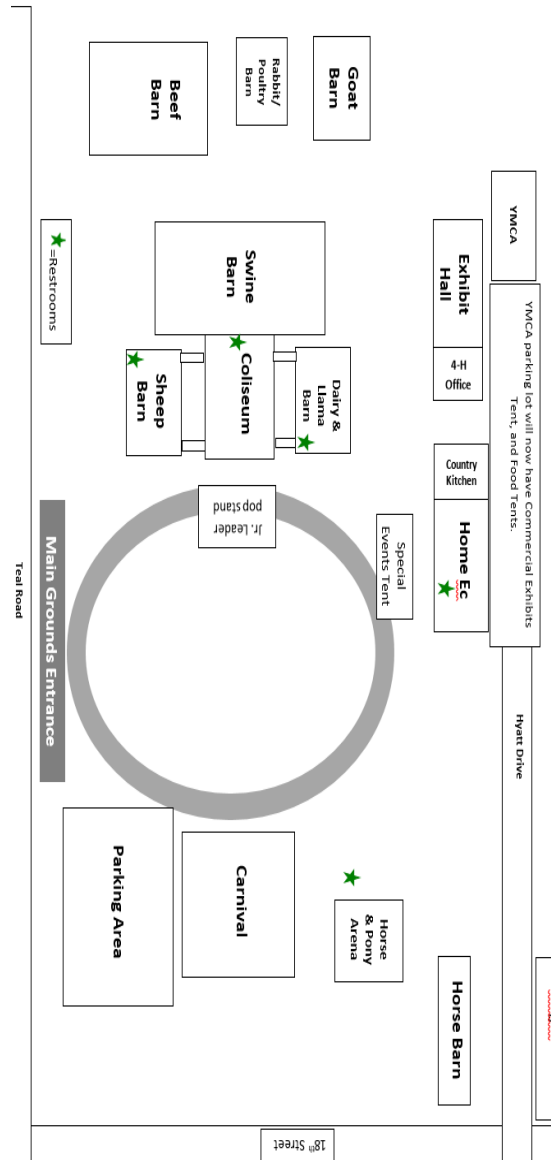 YMCA
YMCA parking lot will now have Commercial Exhibits
Tent, and Food Tents.
Hyatt Drive
Exhibit
Hall
4-H
Office
Country
Kitchen
Home Ec
Horse Barn
Goat
Barn
Special
Events Tent
Horse
& Pony
Arena
Rabbit/
Poultry
Barn
Dairy &
Llama
Barn
Swine
Barn
Coliseum
Jr. Leader
pop stand
Carnival
18th Street
Beef
Barn
Sheep
Barn
Parking Area
=Restrooms
Main Grounds Entrance
Teal Road